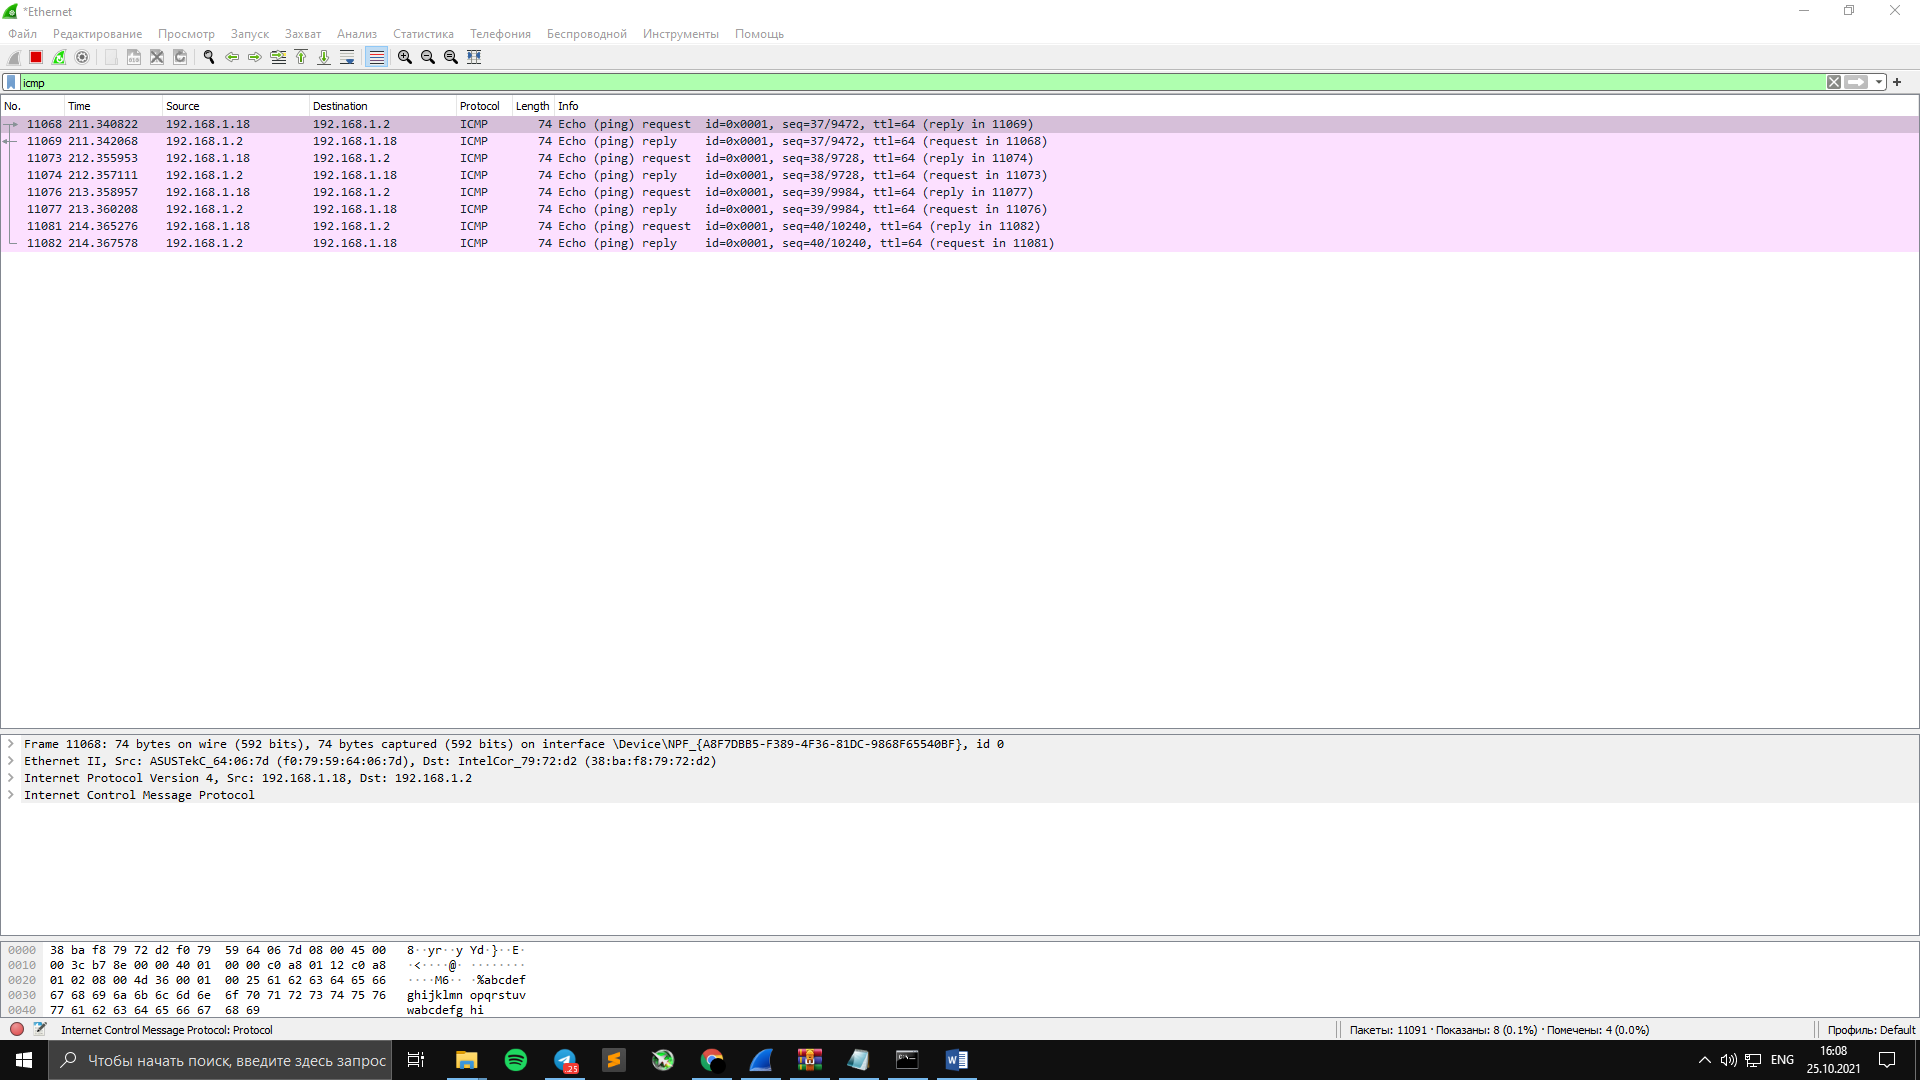 *Ethernet
Файл Редактирование Просмотр Запуск Захват Анализ Статистика Телефония Беспроводной Инструменты Помощь
icmp
No. Time Source Destination Protocol Length Info
11068 211.340822 192.168.1.18 192.168.1.2 ICMP 74 Echo (ping) request id=0x0001, seq=37/9472, ttl=64 (reply in 11069)
11069 211.342068 192.168.1.2 192.168.1.18 ICMP 74 Echo (ping) reply id=0x0001, seq=37/9472, ttl=64 (request in 11068)
11073 212.355953 192.168.1.18 192.168.1.2 ICMP 74 Echo (ping) request id=0x0001, seq=38/9728, ttl=64 (reply in 11074)
11074 212.357111 192.168.1.2 192.168.1.18 ICMP 74 Echo (ping) reply id=0x0001, seq=38/9728, ttl=64 (request in 11073)
11076 213.358957 192.168.1.18 192.168.1.2 ICMP 74 Echo (ping) request id=0x0001, seq=39/9984, ttl=64 (reply in 11077)
11077 213.360208 192.168.1.2 192.168.1.18 ICMP 74 Echo (ping) reply id=0x0001, seq=39/9984, ttl=64 (request in 11076)
11081 214.365276 192.168.1.18 192.168.1.2 ICMP 74 Echo (ping) request id=0x0001, seq=40/10240, ttl=64 (reply in 11082)
11082 214.367578 192.168.1.2 192.168.1.18 ICMP 74 Echo (ping) reply id=0x0001, seq=40/10240, ttl=64 (request in 11081)
Frame 11068: 74 bytes on wire (592 bits), 74 bytes captured (592 bits) on interface \Device\NPF_{A8F7DBB5-F389-4F36-81DC-9868F65540BF}, id 0
Ethernet II, Src: ASUSTekC_64:06:7d (f0:79:59:64:06:7d), Dst: IntelCor_79:72:d2 (38:ba:f8:79:72:d2)
Internet Protocol Version 4, Src: 192.168.1.18, Dst: 192.168.1.2
Internet Control Message Protocol
0000 38 ba f8 79 72 d2 f0 79 59 64 06 7d 08 00 45 00 8··yr··y Yd·}··E·
0010 00 3c b7 8e 00 00 40 01 00 00 c0 a8 01 12 c0 a8 ·<····@· ········
0020 01 02 08 00 4d 36 00 01 00 25 61 62 63 64 65 66 ····M6·· ·%abcdef
0030 67 68 69 6a 6b 6c 6d 6e 6f 70 71 72 73 74 75 76 ghijklmn opqrstuv
0040 77 61 62 63 64 65 66 67 68 69 wabcdefg hi
Internet Control Message Protocol: Protocol Пакеты: 11091 · Показаны: 8 (0.1%) · Помечены: 4 (0.0%) Профиль: Default
Чтобы начать поиск, введите здесь запрос .25 ENG 16:08
25.10.2021